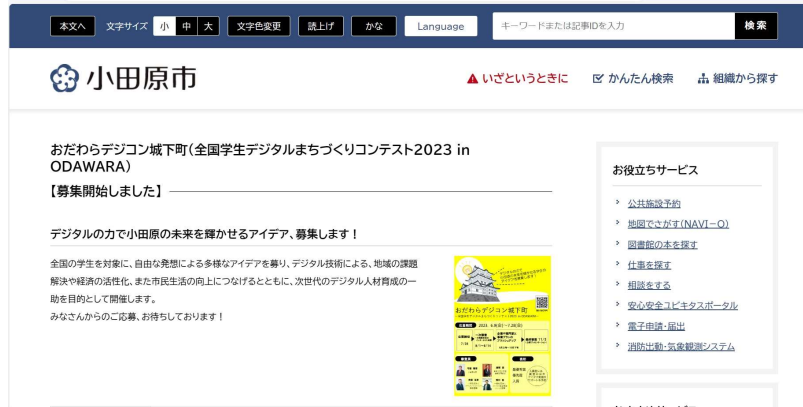 本文へ 文字サイズ 小 中 大 文字色変更 読上げ かな Language キーワードまたは記事IDを入力 検索
小田原市 いざというときに かんたん検索 組織から探す
おだわらデジコン城下町(全国学生デジタルまちづくりコンテスト2023 in
ODAWARA)
【募集開始しました】
デジタルの力で小田原の未来を輝かせるアイデア、募集します！
全国の学生を対象に、自由な発想による多様なアイデアを募り、デジタル技術による、地域の課題
解決や経済の活性化、また市民生活の向上につなげるとともに、次世代のデジタル人材育成の一
助を目的として開催します。
みなさんからのご応募、お待ちしております！
おだわらデジコン城下町
お役立ちサービス
公共施設予約
地図でさがす(NAVI－O)
図書館の本を探す
仕事を探す
相談をする
安心安全ユビキタスポータル
電子申請・届出
消防出動・気象観測システム